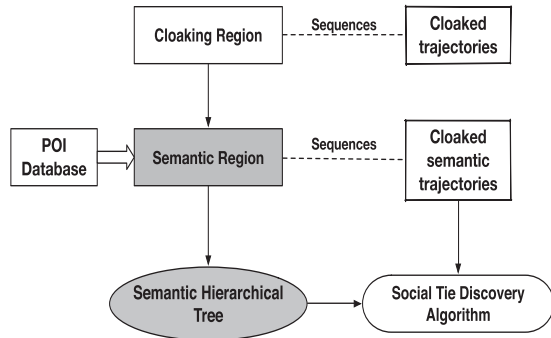 Cloaking Region
Sequences
Cloaked
trajectories
POI
Database
Semantic Region
Sequences
Cloaked
semantic
trajectories
Semantic Hierarchical
Tree
Social Tie Discovery
Algorithm